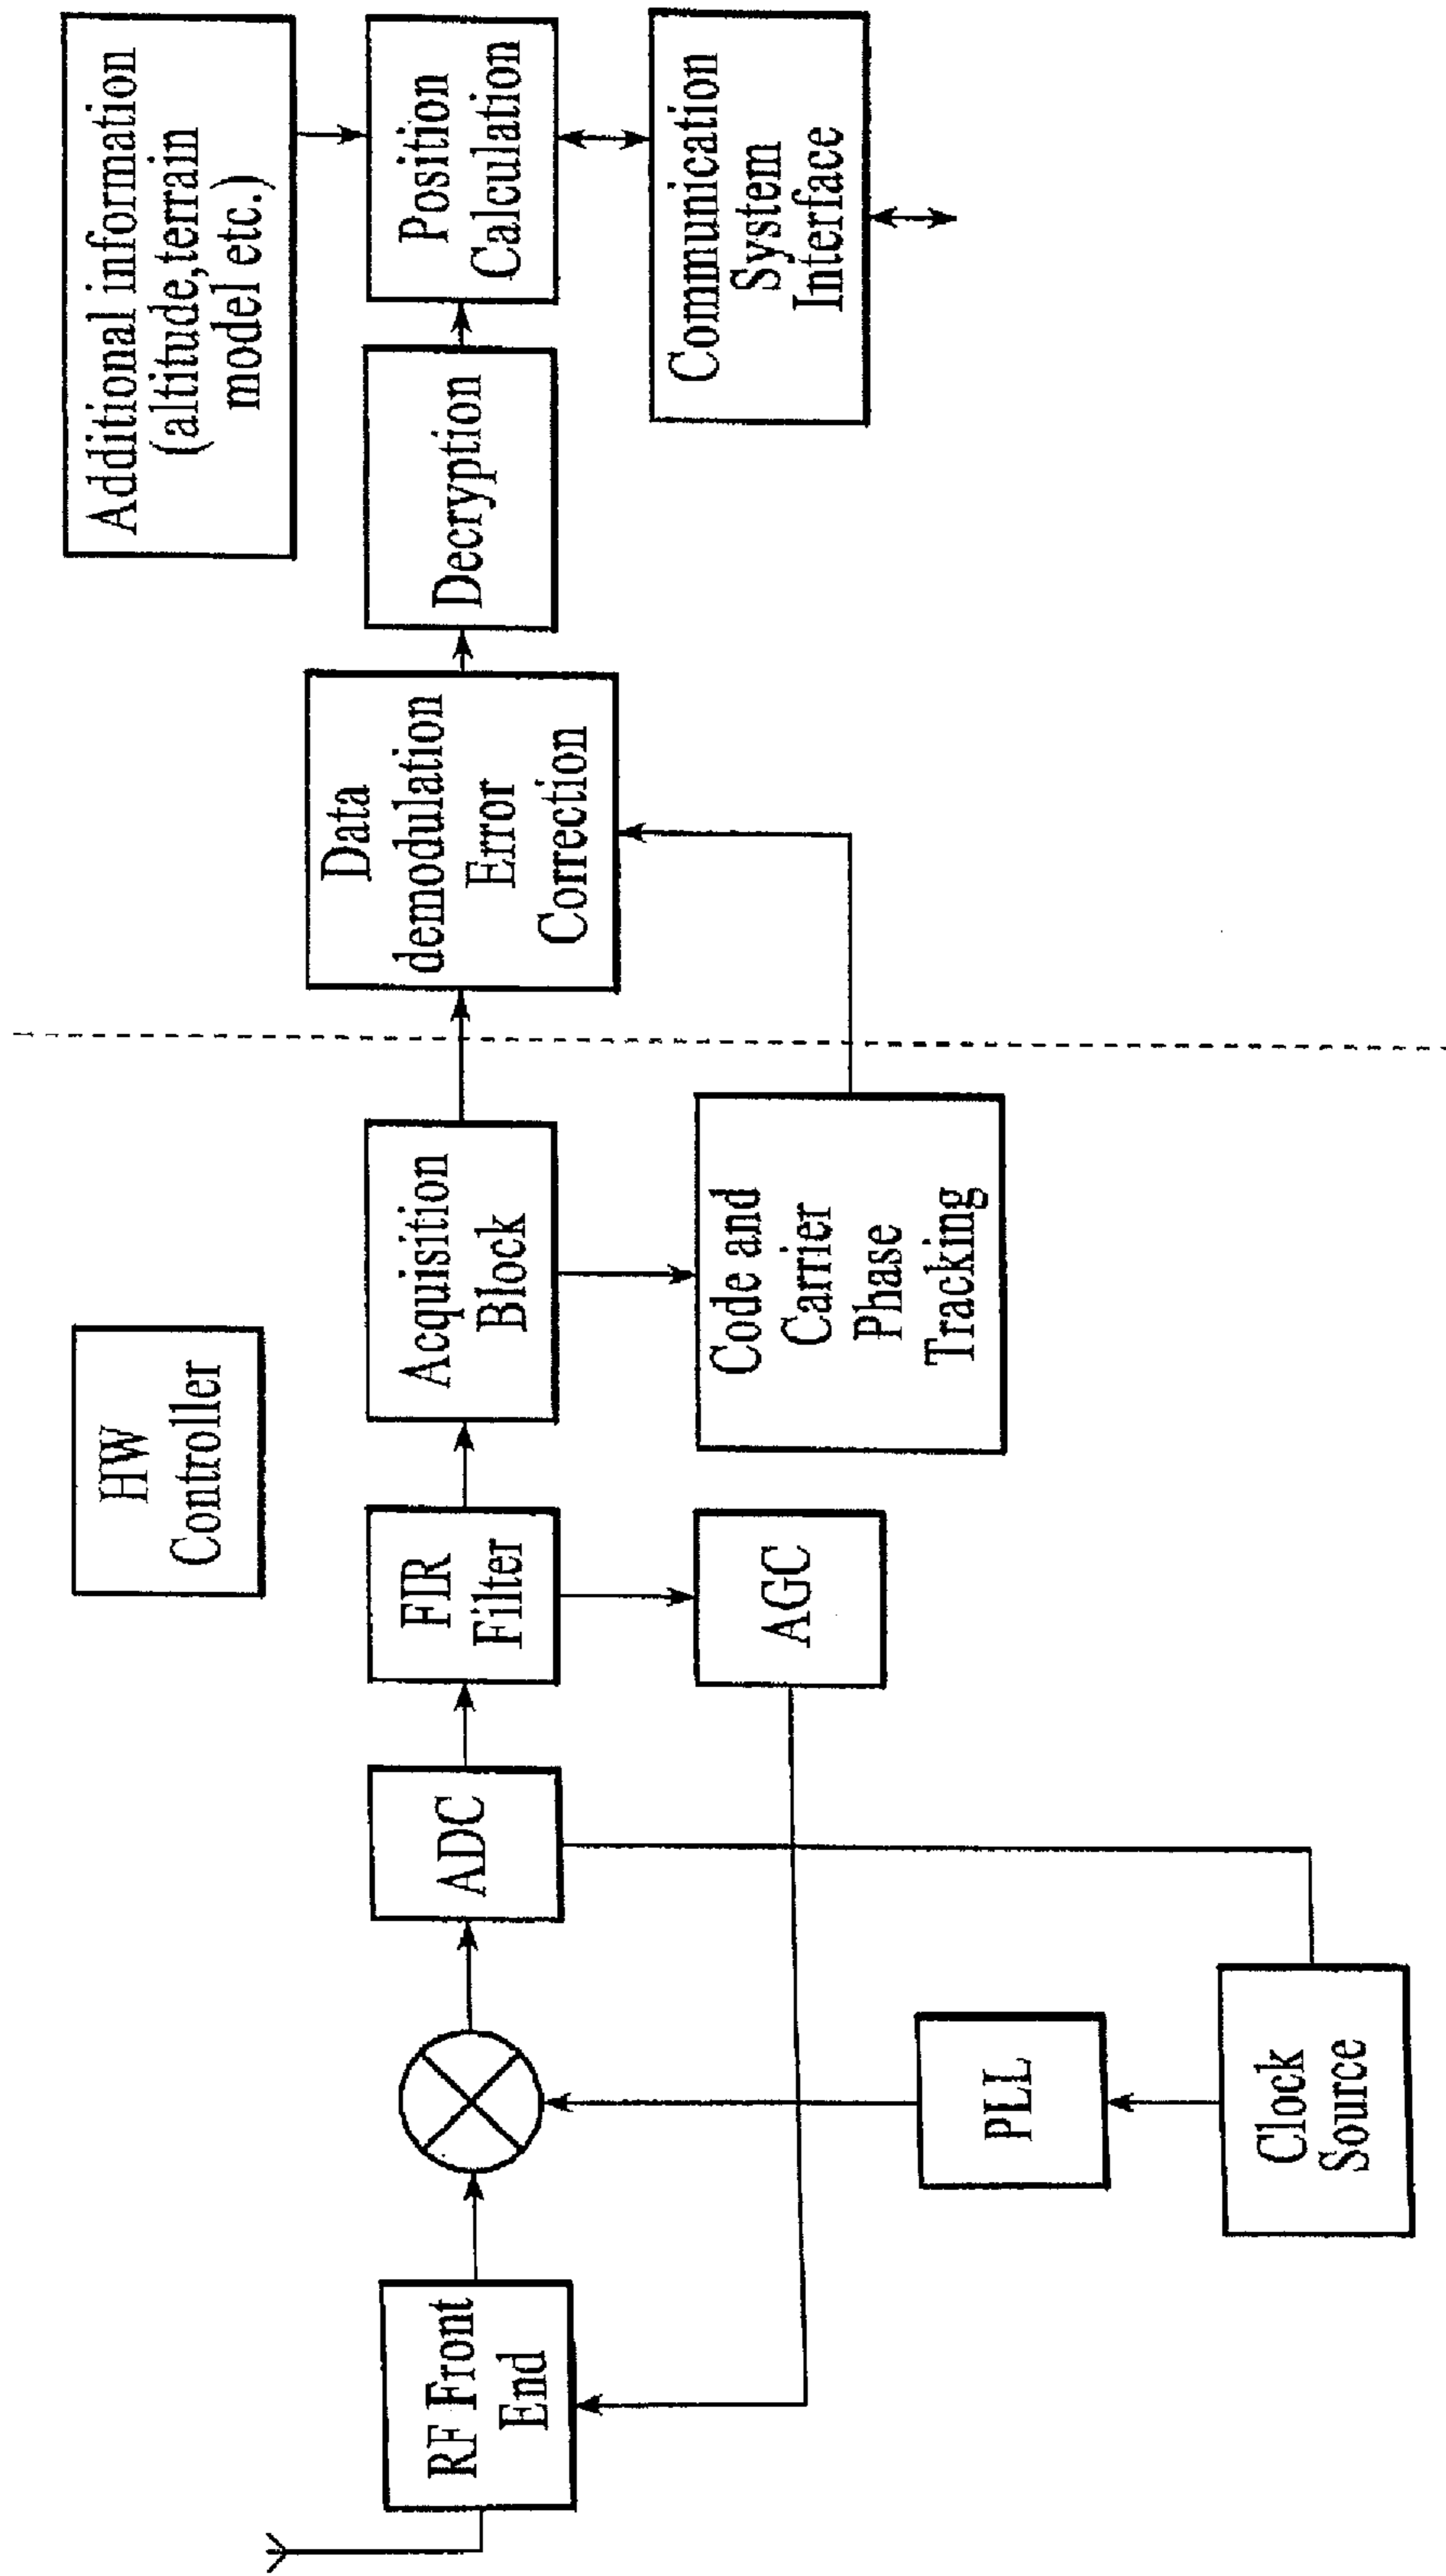 RF Front
End
ADC
FIR
Filter
AGC
PLL
Clock
Source
HW
Controller
Acquisition
Block
Code and
Carrier
Phase
Tracking
Data
demodulation
Error
Correction
Decryption
Additional information
(altitude,terrain
model etc.)
Position
Calculation
Communication
System
Interface